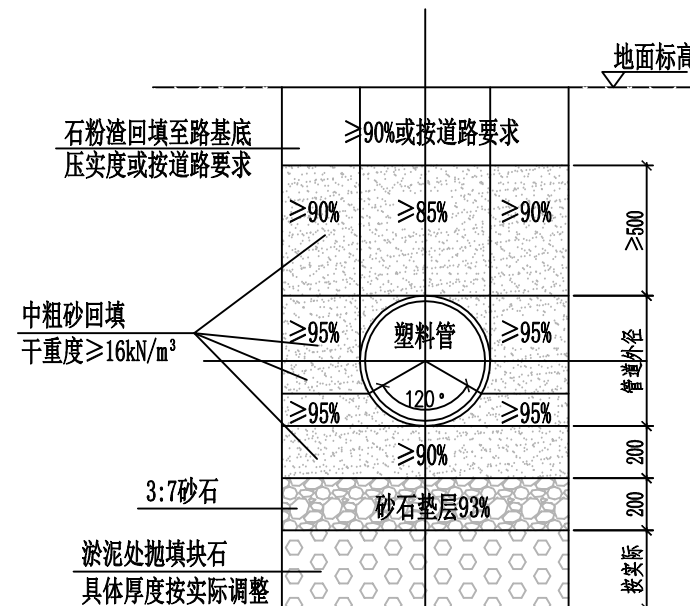 地面标高
石粉渣回填至路基底
压实度或按道路要求
≥90%或按道路要求
≥90%
≥85%
≥90%
≥500
中粗砂回填
干重度≥16kN/m³
≥95%
塑料管
≥95%
管道外径
120°
≥95%
≥95%
≥90%
200
3:7砂石
砂石垫层93%
200
淤泥处抛填块石
具体厚度按实际调整
按实际